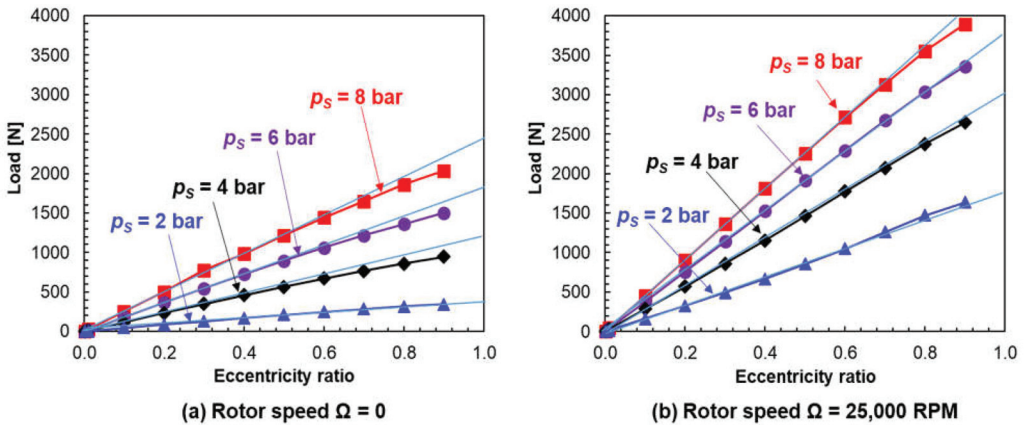 4000
3500
3000
2500
2000
1500
1000
500
0
Load [N]
pS = 8 bar
pS = 6 bar
pS = 4 bar
pS = 2 bar
0.0 0.2 0.4 0.6 0.8 1.0
Eccentricity ratio
(a) Rotor speed Ω = 0
4000
3500
3000
2500
2000
1500
1000
500
0
Load [N]
pS = 8 bar
pS = 6 bar
pS = 4 bar
pS = 2 bar
0.0 0.2 0.4 0.6 0.8 1.0
Eccentricity ratio
(b) Rotor speed Ω = 25,000 RPM